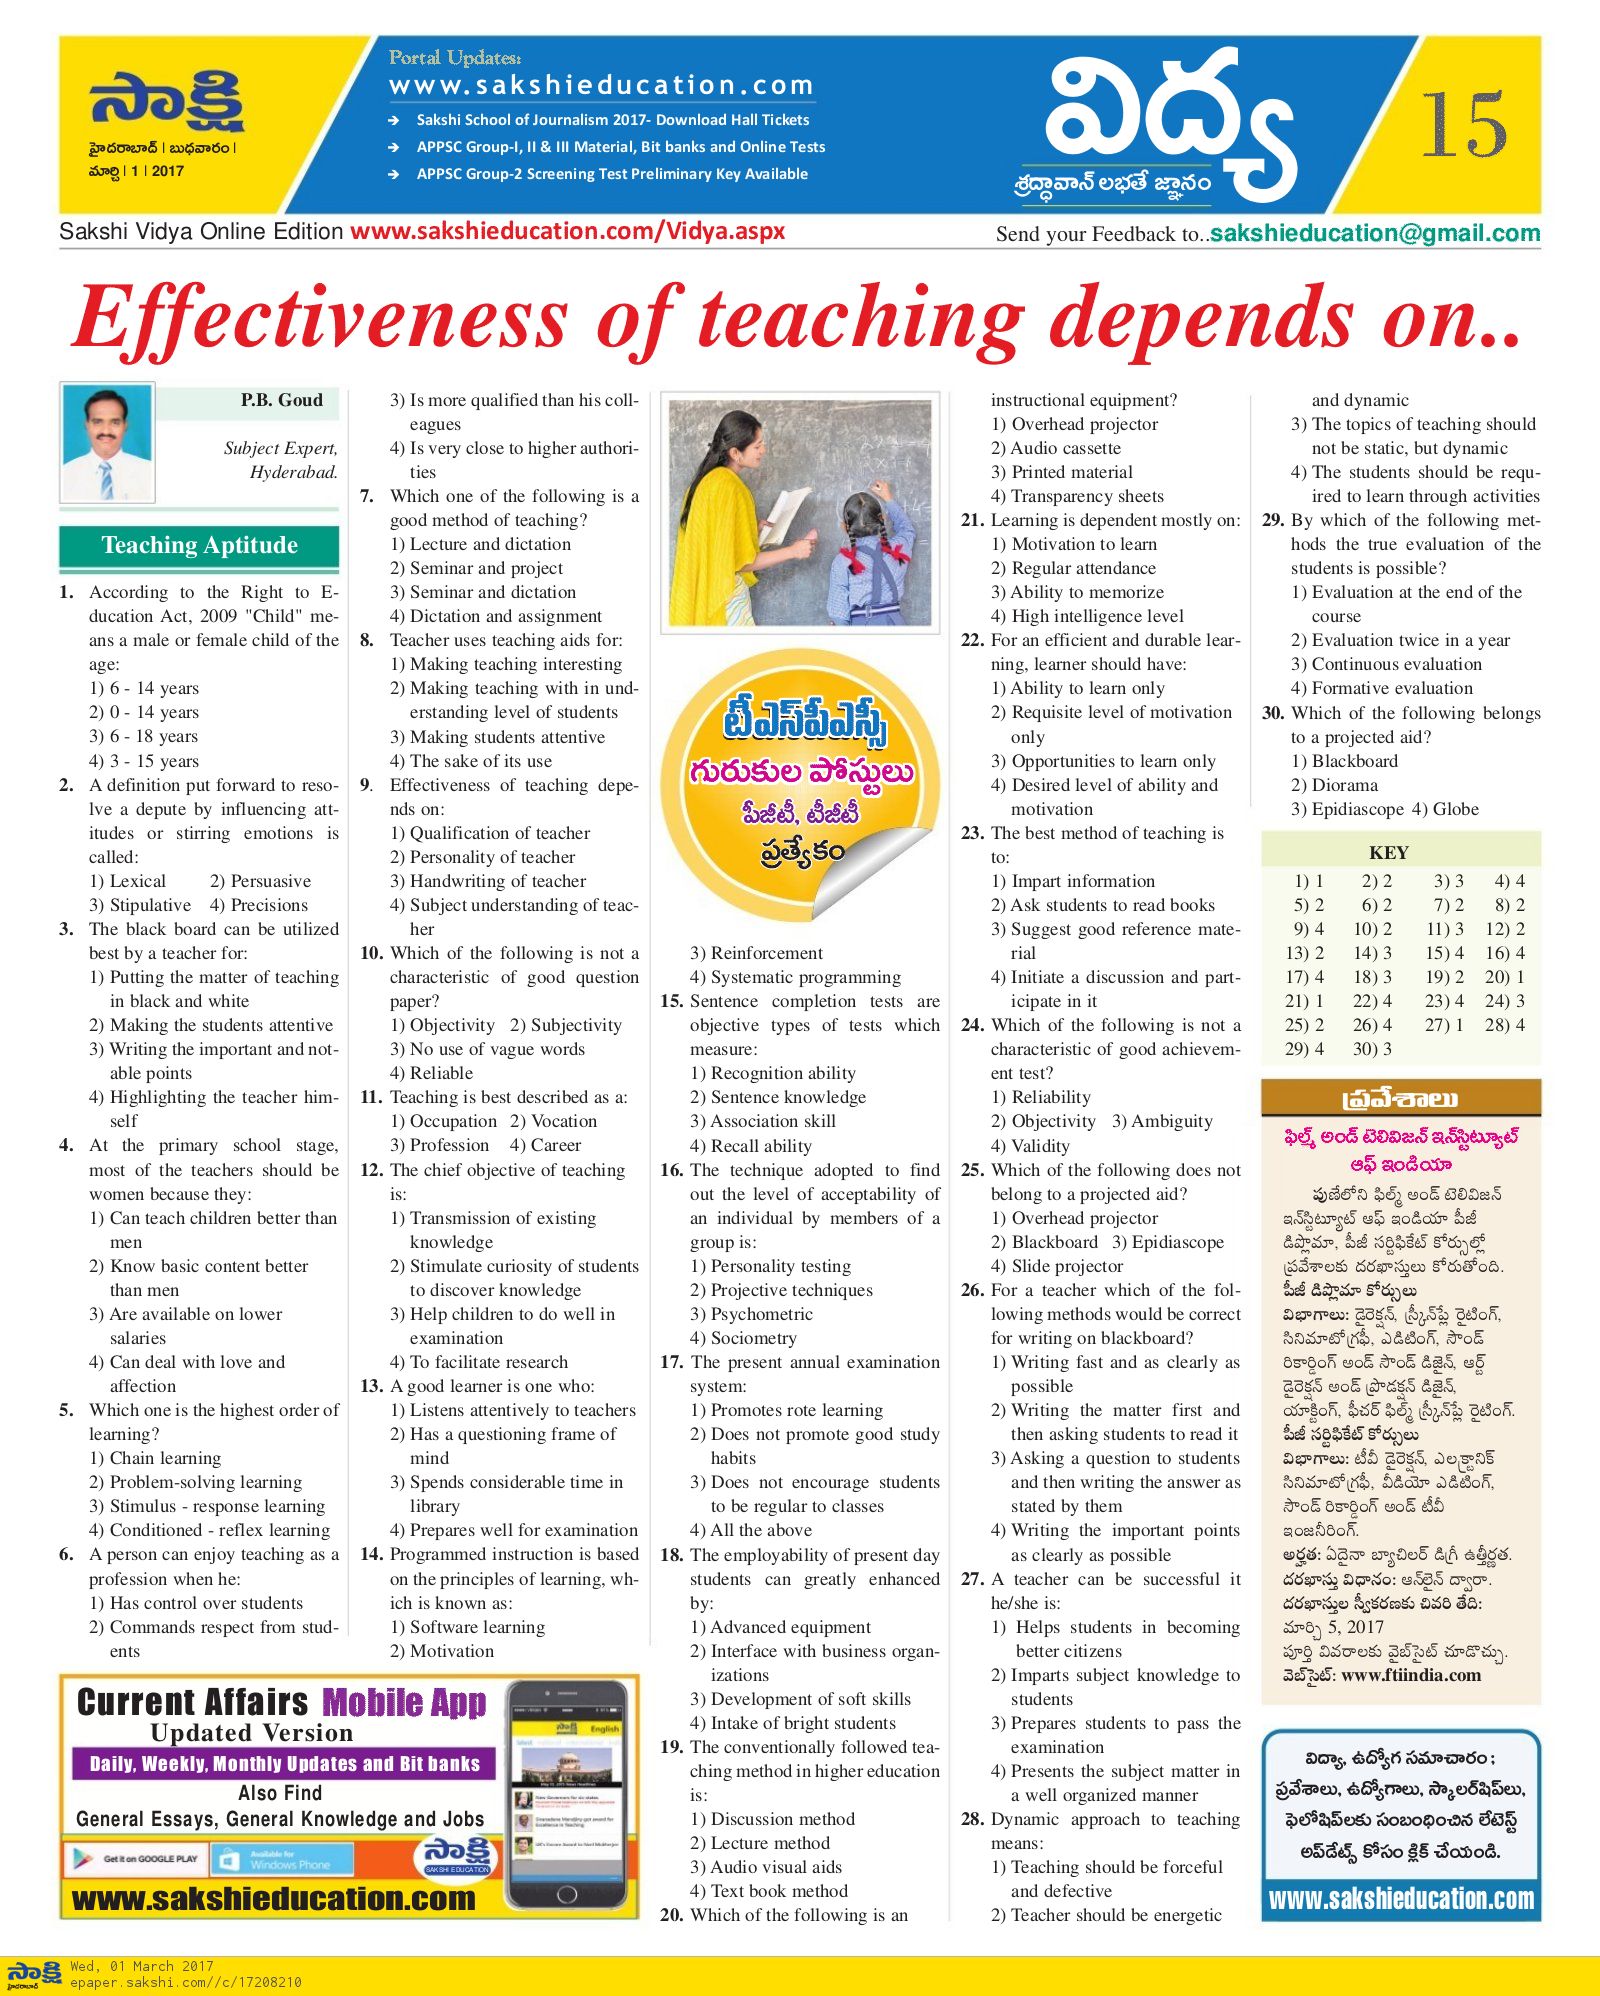 సాక్షి
హైదరాబాద్ | బుధవారం |
మార్చి | 1 | 2017
Portal Updates:
www.sakshieducation.com
Sakshi School of Journalism 2017- Download Hall Tickets
APPSC Group-I, II & III Material, Bit banks and Online Tests
APPSC Group-2 Screening Test Preliminary Key Available
విద్య
శ్రద్ధావాన్ లభతే జ్ఞానం
15
Sakshi Vidya Online Edition www.sakshieducation.com/Vidya.aspx
Send your Feedback to..sakshieducation@gmail.com
Effectiveness of teaching depends on..
P.B. Goud
Subject Expert,
Hyderabad.
Teaching Aptitude
1. According to the Right to E-
ducation Act, 2009 "Child" me-
ans a male or female child of the
age:
1) 6 - 14 years
2) 0 - 14 years
3) 6 - 18 years
4) 3 - 15 years
2. A definition put forward to reso-
lve a depute by influencing att-
itudes or stirring emotions is
called:
1) Lexical 2) Persuasive
3) Stipulative 4) Precisions
3. The black board can be utilized
best by a teacher for:
1) Putting the matter of teaching
in black and white
2) Making the students attentive
3) Writing the important and not-
able points
4) Highlighting the teacher him-
self
4. At the primary school stage,
most of the teachers should be
women because they:
1) Can teach children better than
men
2) Know basic content better
than men
3) Are available on lower
salaries
4) Can deal with love and
affection
5. Which one is the highest order of
learning?
1) Chain learning
2) Problem-solving learning
3) Stimulus - response learning
4) Conditioned - reflex learning
6. A person can enjoy teaching as a
profession when he:
1) Has control over students
2) Commands respect from stud-
ents
3) Is more qualified than his coll-
eagues
4) Is very close to higher authori-
ties
7. Which one of the following is a
good method of teaching?
1) Lecture and dictation
2) Seminar and project
3) Seminar and dictation
4) Dictation and assignment
8. Teacher uses teaching aids for:
1) Making teaching interesting
2) Making teaching with in und-
erstanding level of students
3) Making students attentive
4) The sake of its use
9. Effectiveness of teaching depe-
nds on:
1) Qualification of teacher
2) Personality of teacher
3) Handwriting of teacher
4) Subject understanding of teac-
her
10. Which of the following is not a
characteristic of good question
paper?
1) Objectivity 2) Subjectivity
3) No use of vague words
4) Reliable
11. Teaching is best described as a:
1) Occupation 2) Vocation
3) Profession 4) Career
12. The chief objective of teaching
is:
1) Transmission of existing
knowledge
2) Stimulate curiosity of students
to discover knowledge
3) Help children to do well in
examination
4) To facilitate research
13. A good learner is one who:
1) Listens attentively to teachers
2) Has a questioning frame of
mind
3) Spends considerable time in
library
4) Prepares well for examination
14. Programmed instruction is based
on the principles of learning, wh-
ich is known as:
1) Software learning
2) Motivation
టీఎస్‌పీఎస్సీ
గురుకుల పోస్టులు
పీజీటీ, టీజీటీ
ప్రత్యేకం
3) Reinforcement
4) Systematic programming
15. Sentence completion tests are
objective types of tests which
measure:
1) Recognition ability
2) Sentence knowledge
3) Association skill
4) Recall ability
16. The technique adopted to find
out the level of acceptability of
an individual by members of a
group is:
1) Personality testing
2) Projective techniques
3) Psychometric
4) Sociometry
17. The present annual examination
system:
1) Promotes rote learning
2) Does not promote good study
habits
3) Does not encourage students
to be regular to classes
4) All the above
18. The employability of present day
students can greatly enhanced
by:
1) Advanced equipment
2) Interface with business organ-
izations
3) Development of soft skills
4) Intake of bright students
19. The conventionally followed tea-
ching method in higher education
is:
1) Discussion method
2) Lecture method
3) Audio visual aids
4) Text book method
20. Which of the following is an
instructional equipment?
1) Overhead projector
2) Audio cassette
3) Printed material
4) Transparency sheets
21. Learning is dependent mostly on:
1) Motivation to learn
2) Regular attendance
3) Ability to memorize
4) High intelligence level
22. For an efficient and durable lear-
ning, learner should have:
1) Ability to learn only
2) Requisite level of motivation
only
3) Opportunities to learn only
4) Desired level of ability and
motivation
23. The best method of teaching is
to:
1) Impart information
2) Ask students to read books
3) Suggest good reference mate-
rial
4) Initiate a discussion and part-
icipate in it
24. Which of the following is not a
characteristic of good achievem-
ent test?
1) Reliability
2) Objectivity 3) Ambiguity
4) Validity
25. Which of the following does not
belong to a projected aid?
1) Overhead projector
2) Blackboard 3) Epidiascope
4) Slide projector
26. For a teacher which of the fol-
lowing methods would be correct
for writing on blackboard?
1) Writing fast and as clearly as
possible
2) Writing the matter first and
then asking students to read it
3) Asking a question to students
and then writing the answer as
stated by them
4) Writing the important points
as clearly as possible
27. A teacher can be successful it
he/she is:
1) Helps students in becoming
better citizens
2) Imparts subject knowledge to
students
3) Prepares students to pass the
examination
4) Presents the subject matter in
a well organized manner
28. Dynamic approach to teaching
means:
1) Teaching should be forceful
and defective
2) Teacher should be energetic
and dynamic
3) The topics of teaching should
not be static, but dynamic
4) The students should be requ-
ired to learn through activities
29. By which of the following met-
hods the true evaluation of the
students is possible?
1) Evaluation at the end of the
course
2) Evaluation twice in a year
3) Continuous evaluation
4) Formative evaluation
30. Which of the following belongs
to a projected aid?
1) Blackboard
2) Diorama
3) Epidiascope 4) Globe
KEY
1) 1 2) 2 3) 3 4) 4
5) 2 6) 2 7) 2 8) 2
9) 4 10) 2 11) 3 12) 2
13) 2 14) 3 15) 4 16) 4
17) 4 18) 3 19) 2 20) 1
21) 1 22) 4 23) 4 24) 3
25) 2 26) 4 27) 1 28) 4
29) 4 30) 3
ప్రవేశాలు
ఫిల్మ్ అండ్ టెలివిజన్ ఇన్‌స్టిట్యూట్
ఆఫ్ ఇండియా
పుణేలోని ఫిల్మ్ అండ్ టెలివిజన్
ఇన్‌స్టిట్యూట్ ఆఫ్ ఇండియా పీజీ
డిప్లొమా, పీజీ సర్టిఫికేట్ కోర్సుల్లో
ప్రవేశాలకు దరఖాస్తులు కోరుతోంది.
పీజీ డిప్లొమా కోర్సులు
విభాగాలు: డైరెక్షన్, స్క్రీన్‌ప్లే రైటింగ్,
సినిమాటోగ్రఫీ, ఎడిటింగ్, సౌండ్
రికార్డింగ్ అండ్ సౌండ్ డిజైన్, ఆర్ట్
డైరెక్షన్ అండ్ ప్రొడక్షన్ డిజైన్,
యాక్టింగ్, ఫీచర్ ఫిల్మ్ స్క్రీన్‌ప్లే రైటింగ్.
పీజీ సర్టిఫికేట్ కోర్సులు
విభాగాలు: టీవీ డైరెక్షన్, ఎలక్ట్రానిక్
సినిమాటోగ్రఫీ, వీడియో ఎడిటింగ్,
సౌండ్ రికార్డింగ్ అండ్ టీవీ
ఇంజనీరింగ్.
అర్హత: ఏదైనా బ్యాచిలర్ డిగ్రీ ఉత్తీర్ణత.
దరఖాస్తు విధానం: ఆన్‌లైన్ ద్వారా.
దరఖాస్తుల స్వీకరణకు చివరి తేది:
మార్చి 5, 2017
పూర్తి వివరాలకు వైబ్‌సైట్ చూడొచ్చు.
వెబ్‌సైట్: www.ftiindia.com
విద్యా, ఉద్యోగ సమాచారం;
ప్రవేశాలు, ఉద్యోగాలు, స్కాలర్‌షిప్‌లు,
ఫెలోషిప్‌లకు సంబంధించిన లేటెస్ట్
అప్‌డేట్స్ కోసం క్లిక్ చేయండి.
www.sakshieducation.com
Current Affairs Mobile App
Updated Version
Daily, Weekly, Monthly Updates and Bit banks
Also Find
General Essays, General Knowledge and Jobs
Get it on GOOGLE PLAY
Available for
Windows Phone
సాక్షి
SAKSHI EDUCATION
www.sakshieducation.com
సాక్షి
English
సాక్షి
హైదరాబాద్
Wed, 01 March 2017
epaper.sakshi.com//c/17208210